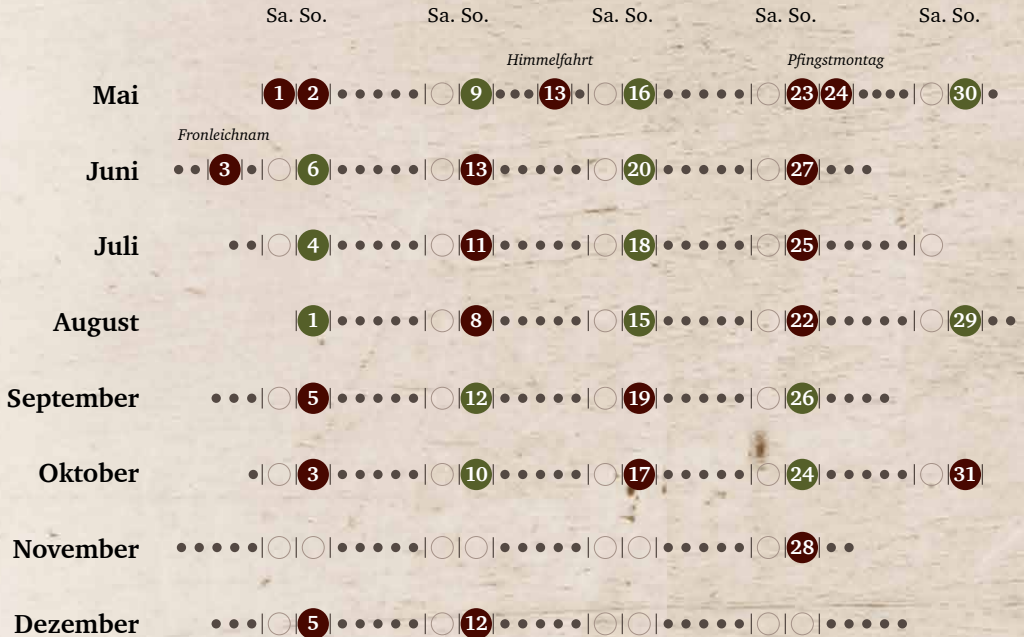 Sa. So. Sa. So. Sa. So. Sa. So. Sa. So.
Himmelfahrt Pfingstmontag
Mai 1 2 9 13 16 23 24 30
Fronleichnam
Juni 3 6 13 20 27
Juli 4 11 18 25
August 1 8 15 22 29
September 5 12 19 26
Oktober 3 10 17 24 31
November 28
Dezember 5 12